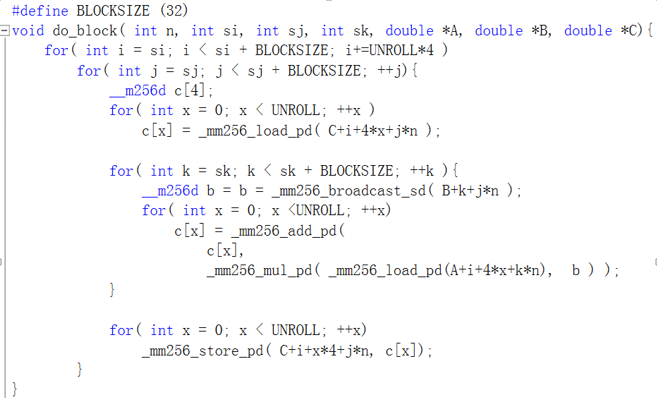 #define BLOCKSIZE (32)
void do_block( int n, int si, int sj, int sk, double *A, double *B, double *C){
    for( int i = si; i < si + BLOCKSIZE; i+=UNROLL*4 )
        for( int j = sj; j < sj + BLOCKSIZE; ++j){
            __m256d c[4];
            for( int x = 0; x < UNROLL; ++x )
                c[x] = _mm256_load_pd( C+i+4*x+j*n );

            for( int k = sk; k < sk + BLOCKSIZE; ++k ){
                __m256d b = b = _mm256_broadcast_sd( B+k+j*n );
                for( int x = 0; x <UNROLL; ++x)
                    c[x] = _mm256_add_pd(
                        c[x],
                        _mm256_mul_pd( _mm256_load_pd(A+i+4*x+k*n),  b ) );
            }

            for( int x = 0; x < UNROLL; ++x)
                _mm256_store_pd( C+i+x*4+j*n, c[x]);
        }
}